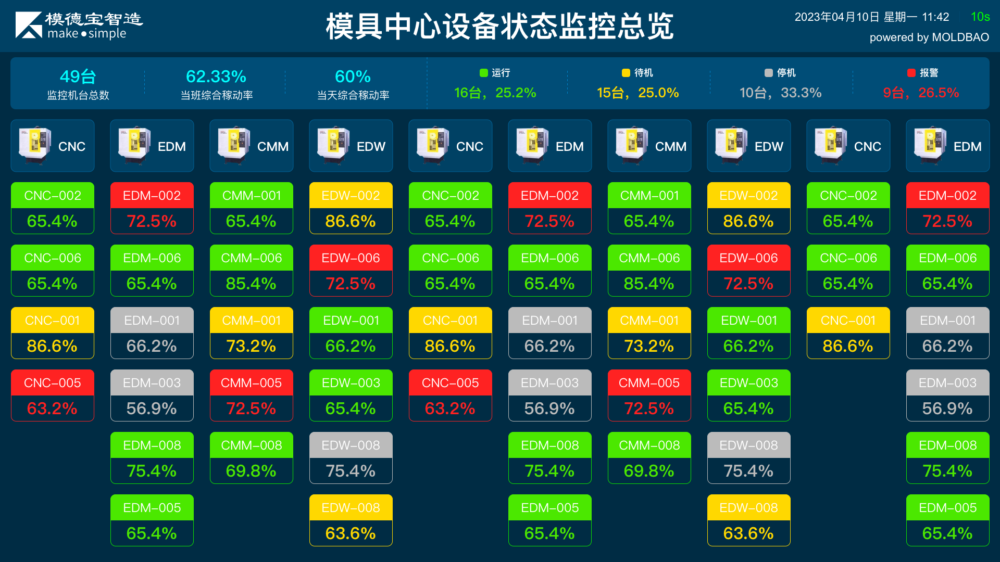 模德宝智造
make●simple
模具中心设备状态监控总览
2023年04月10日 星期一 11:42 10s
powered by MOLDBAO
49台
监控机台总数
62.33%
当班综合稼动率
60%
当天综合稼动率
运行
16台，25.2%
待机
15台，25.0%
停机
10台，33.3%
报警
9台，26.5%
CNC EDM CMM EDW CNC EDM CMM EDW CNC EDM
CNC-002 EDM-002 CMM-001 EDW-002 CNC-002 EDM-002 CMM-001 EDW-002 CNC-002 EDM-002
65.4% 72.5% 65.4% 86.6% 65.4% 72.5% 65.4% 86.6% 65.4% 72.5%
CNC-006 EDM-006 CMM-006 EDW-006 CNC-006 EDM-006 CMM-006 EDW-006 CNC-006 EDM-006
65.4% 65.4% 85.4% 72.5% 65.4% 65.4% 85.4% 72.5% 65.4% 65.4%
CNC-001 EDM-001 CMM-001 EDW-001 CNC-001 EDM-001 CMM-001 EDW-001 CNC-001 EDM-001
86.6% 66.2% 73.2% 66.2% 86.6% 66.2% 73.2% 66.2% 86.6% 66.2%
CNC-005 EDM-003 CMM-005 EDW-003 CNC-005 EDM-003 CMM-005 EDW-003 EDM-003
63.2% 56.9% 72.5% 65.4% 63.2% 56.9% 72.5% 65.4% 56.9%
EDM-008 CMM-008 EDW-008 EDM-008 CMM-008 EDW-008 EDM-008
75.4% 69.8% 75.4% 75.4% 69.8% 75.4% 75.4%
EDM-005 EDW-008 EDM-005 EDW-008 EDM-005
65.4% 63.6% 65.4% 63.6% 65.4%